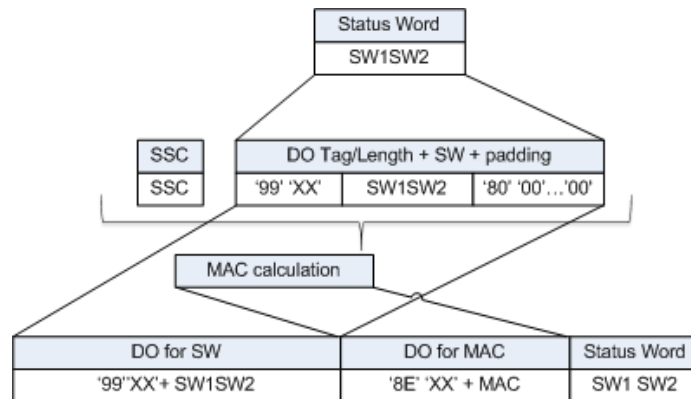 Status Word
SW1SW2
SSC
DO Tag/Length + SW + padding
SSC
‘99’ ‘XX’
SW1SW2
‘80’ ‘00’...’00’
MAC calculation
DO for SW
DO for MAC
Status Word
‘99’’XX’+ SW1SW2
‘8E’ ‘XX’ + MAC
SW1 SW2